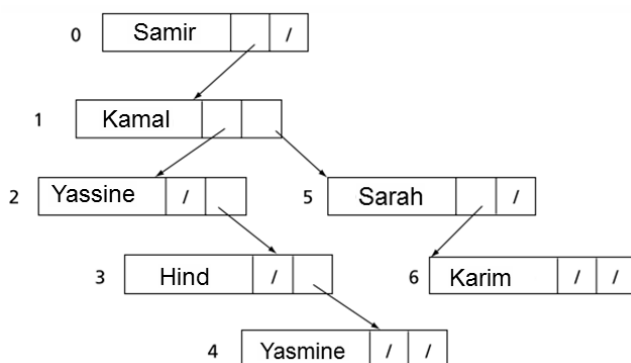 0 Samir /
1 Kamal
2 Yassine / 5 Sarah /
3 Hind / 6 Karim / /
4 Yasmine / /